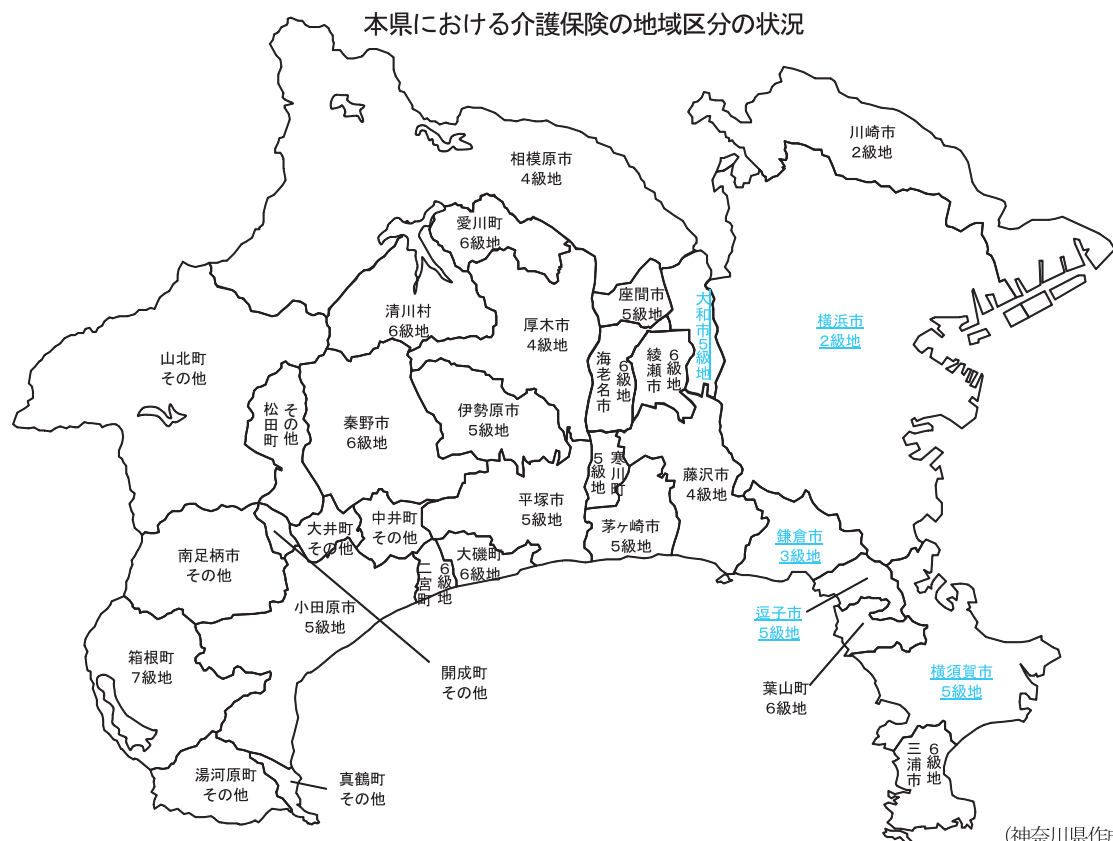 本県における介護保険の地域区分の状況
川崎市
2級地
相模原市
4級地
愛川町
6級地
座間市
5級地
大和市5級地
清川村
6級地
厚木市
4級地
横浜市
2級地
山北町
その他
海老名市
6級地
綾瀬市
6級地
松田町
その他
秦野市
6級地
伊勢原市
5級地
寒川町
5級地
藤沢市
4級地
平塚市
5級地
大井町
その他
中井町
その他
茅ヶ崎市
5級地
鎌倉市
3級地
南足柄市
その他
大磯町
6級地
二宮町
6級地
小田原市
5級地
逗子市
5級地
箱根町
7級地
開成町
その他
葉山町
6級地
横須賀市
5級地
湯河原町
その他
真鶴町
その他
三浦市
6級地
(神奈川県作